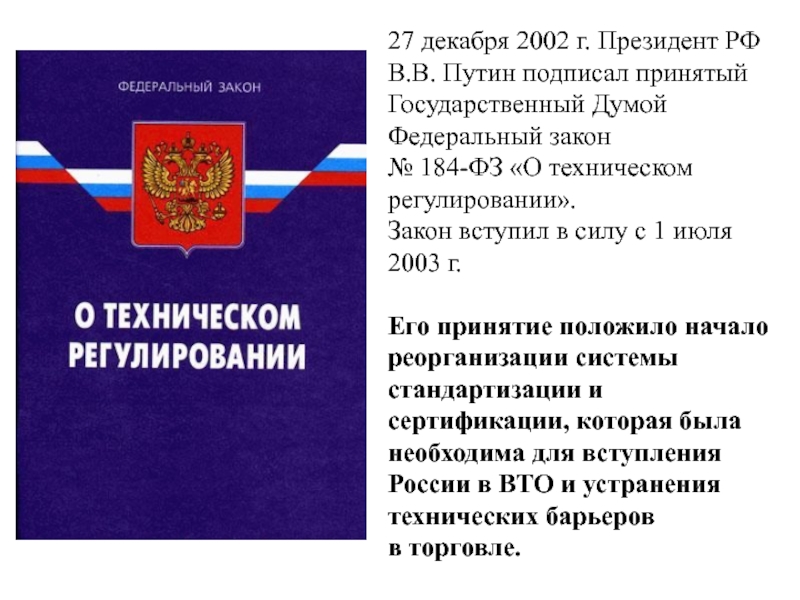 ФЕДЕРАЛЬНЫЙ ЗАКОН
О ТЕХНИЧЕСКОМ
РЕГУЛИРОВАНИИ
27 декабря 2002 г. Президент РФ
В.В. Путин подписал принятый
Государственный Думой
Федеральный закон
№ 184-ФЗ «О техническом
регулировании».
Закон вступил в силу с 1 июля
2003 г.
Его принятие положило начало
реорганизации системы
стандартизации и
сертификации, которая была
необходима для вступления
России в ВТО и устранения
технических барьеров
в торговле.